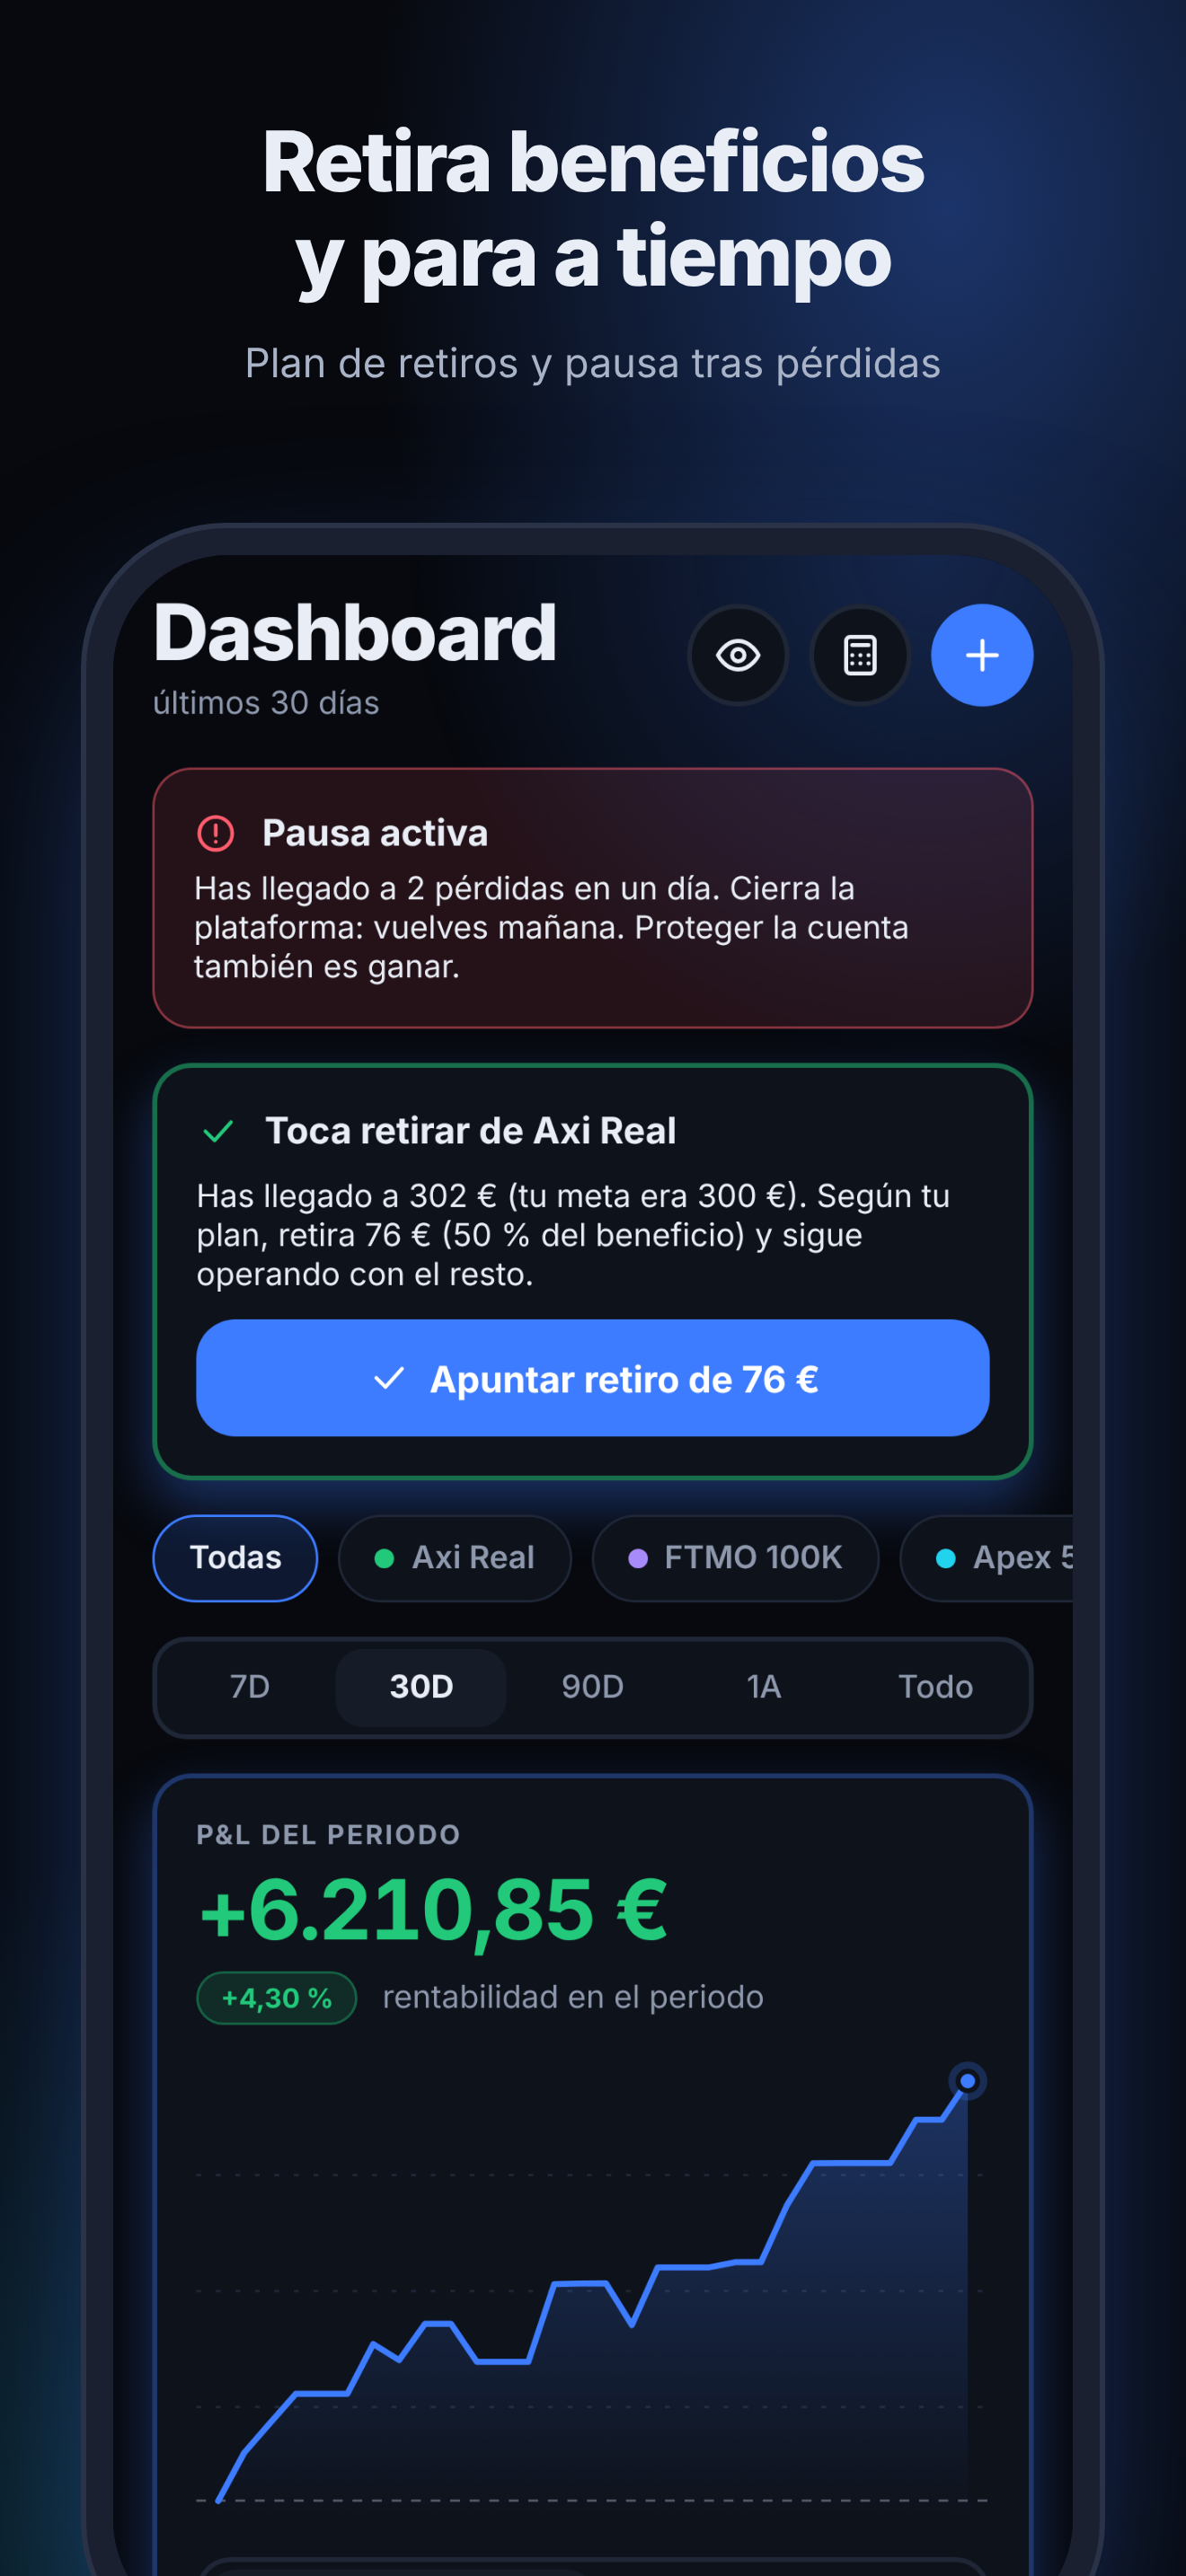 Retira beneficios
y para a tiempo
Plan de retiros y pausa tras pérdidas
Dashboard
últimos 30 días
Pausa activa
Has llegado a 2 pérdidas en un día. Cierra la
plataforma: vuelves mañana. Proteger la cuenta
también es ganar.
Toca retirar de Axi Real
Has llegado a 302 € (tu meta era 300 €). Según tu
plan, retira 76 € (50 % del beneficio) y sigue
operando con el resto.
Apuntar retiro de 76 €
Todas Axi Real FTMO 100K Apex 5
7D 30D 90D 1A Todo
P&L DEL PERIODO
+6.210,85 €
+4,30 % rentabilidad en el periodo